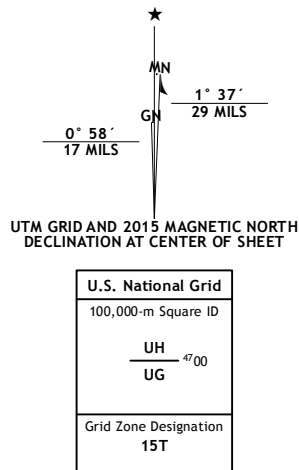 ★
MN
GN
1° 37´
29 MILS
0° 58´
17 MILS
UTM GRID AND 2015 MAGNETIC NORTH
DECLINATION AT CENTER OF SHEET
U.S. National Grid
100,000-m Square ID
UH
4700
UG
Grid Zone Designation
15T